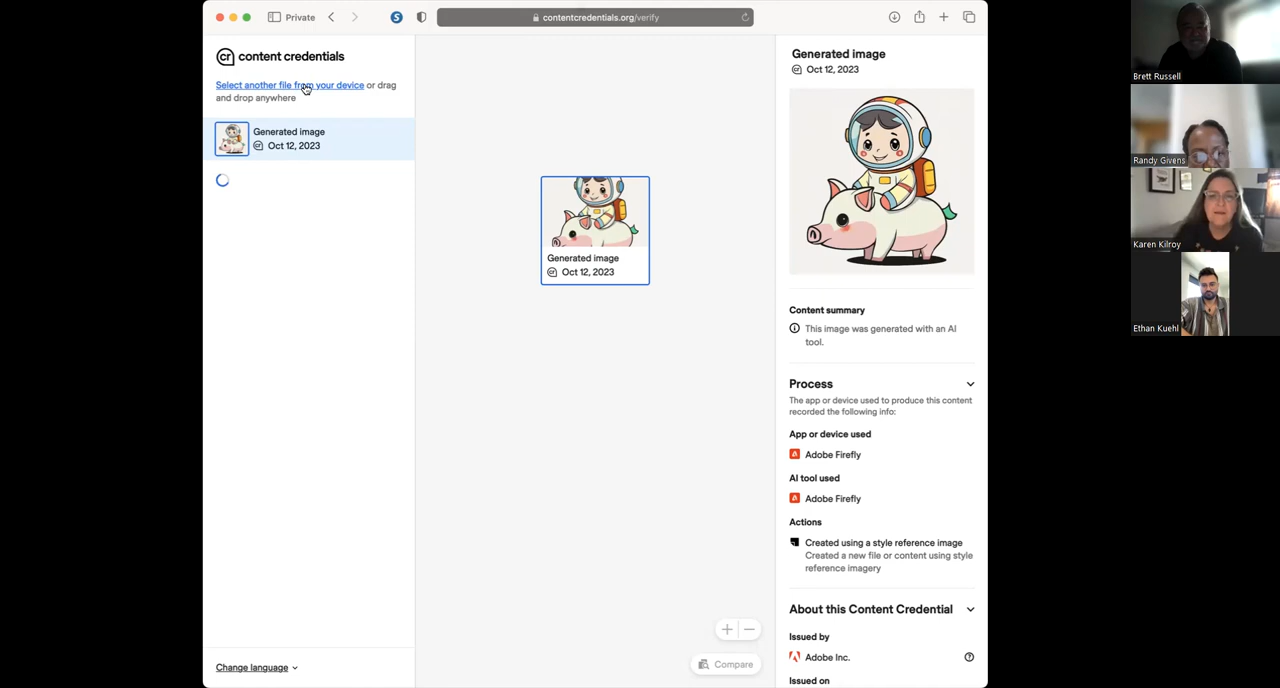 Private
contentcredentials.org/verify
cr content credentials
Select another file from your device or drag
and drop anywhere
Generated image
Oct 12, 2023
Generated image
Oct 12, 2023
Compare
Change language
Generated image
Oct 12, 2023
Content summary
This image was generated with an AI
tool.
Process
The app or device used to produce this content
recorded the following info:
App or device used
Adobe Firefly
AI tool used
Adobe Firefly
Actions
Created using a style reference image
Created a new file or content using style
reference imagery
About this Content Credential
Issued by
Adobe Inc.
Issued on
Brett Russell
Randy Givens
Karen Kilroy
Ethan Kuehl